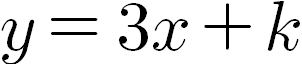 y = 3x + k